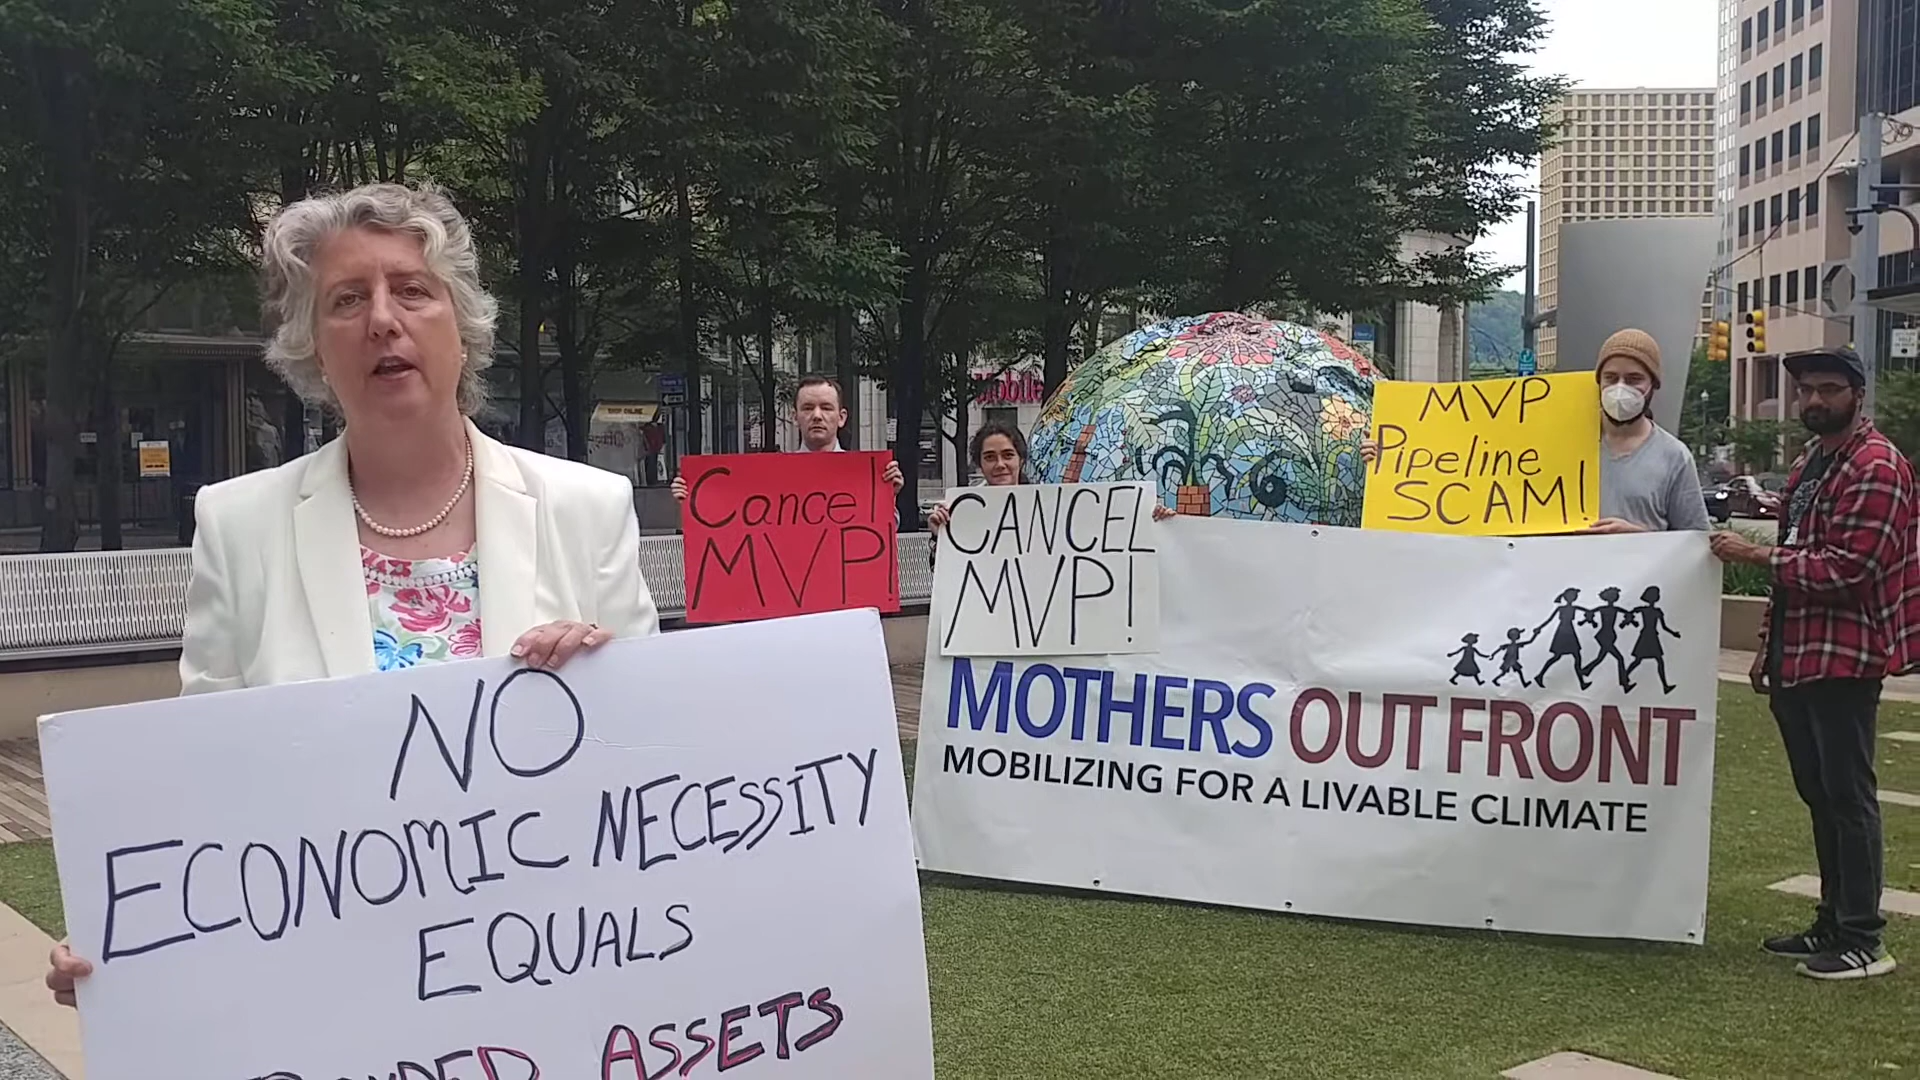 NO
ECONOMIC NECESSITY
EQUALS
ASSETS
Cancel
MVP!
CANCEL
MVP!
MVP
Pipeline
SCAM!
MOTHERS OUT FRONT
MOBILIZING FOR A LIVABLE CLIMATE
Mobile